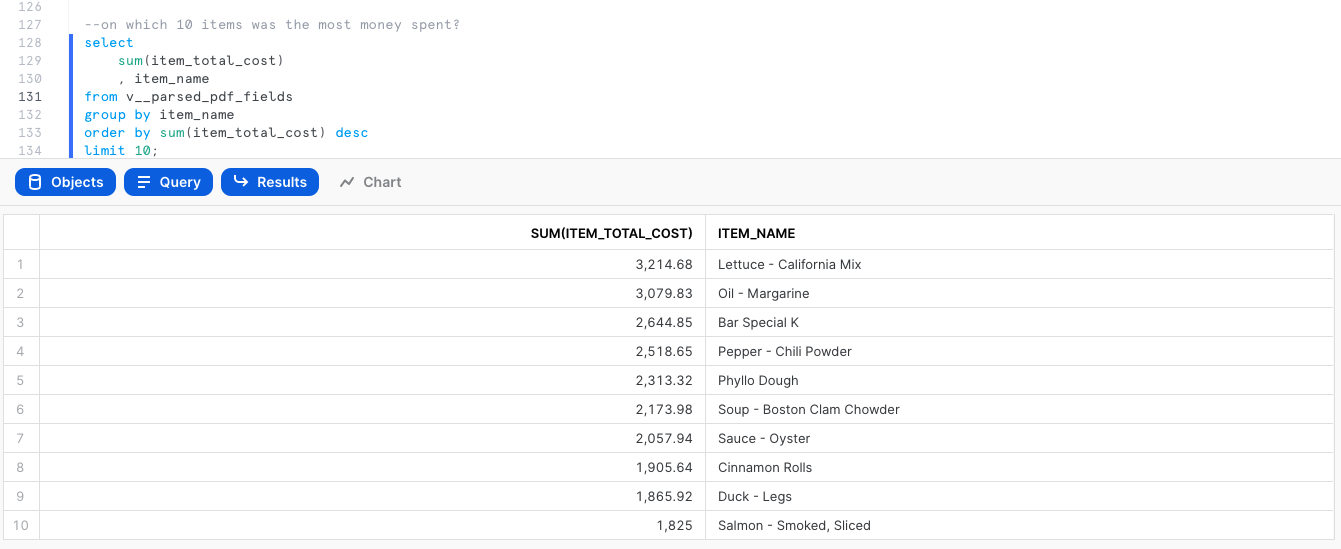 126
127 --on which 10 items was the most money spent?
128 select
129 sum(item_total_cost)
130 , item_name
131 from v__parsed_pdf_fields
132 group by item_name
133 order by sum(item_total_cost) desc
134 limit 10;
Objects Query Results Chart
SUM(ITEM_TOTAL_COST) ITEM_NAME
1 3,214.68 Lettuce - California Mix
2 3,079.83 Oil - Margarine
3 2,644.85 Bar Special K
4 2,518.65 Pepper - Chili Powder
5 2,313.32 Phyllo Dough
6 2,173.98 Soup - Boston Clam Chowder
7 2,057.94 Sauce - Oyster
8 1,905.64 Cinnamon Rolls
9 1,865.92 Duck - Legs
10 1,825 Salmon - Smoked, Sliced